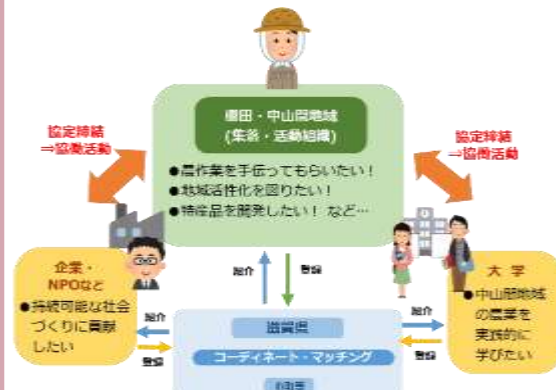 棚田・中山間地域
(集落・活動組織)
協定締結
⇒協働活動
協定締結
⇒協働活動
●農作業を手伝ってもらいたい！
●地域活性化を図りたい！
●特産品を開発したい！ など…
企業・
NPOなど
●持続可能な社会
づくりに貢献
したい
大 学
●中山間地域
の農業を
実践的に
学びたい
紹介
登録
紹介
登録
紹介
登録
滋賀県
コーディネート・マッチング